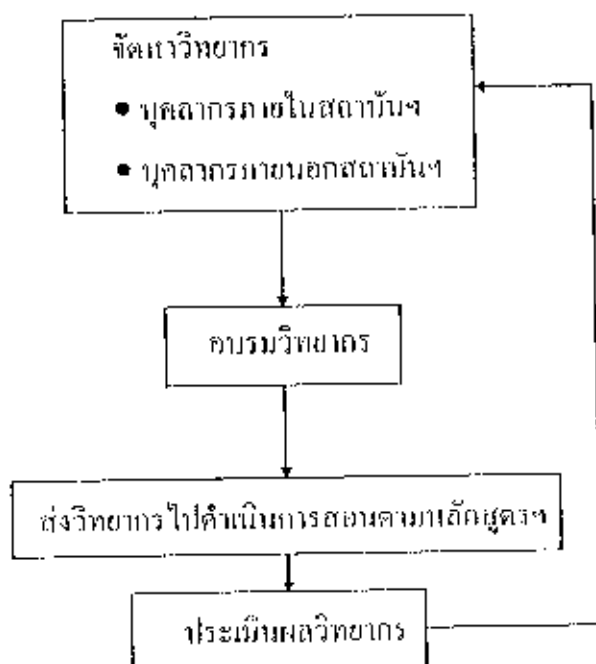 จัดหาวิทยากร
● บุคลากรภายในสถาบันฯ
● บุคลากรภายนอกสถาบันฯ
อบรมวิทยากร
ส่งวิทยากรไปดำเนินการสอนตามหลักสูตรฯ
ประเมินผลวิทยากร